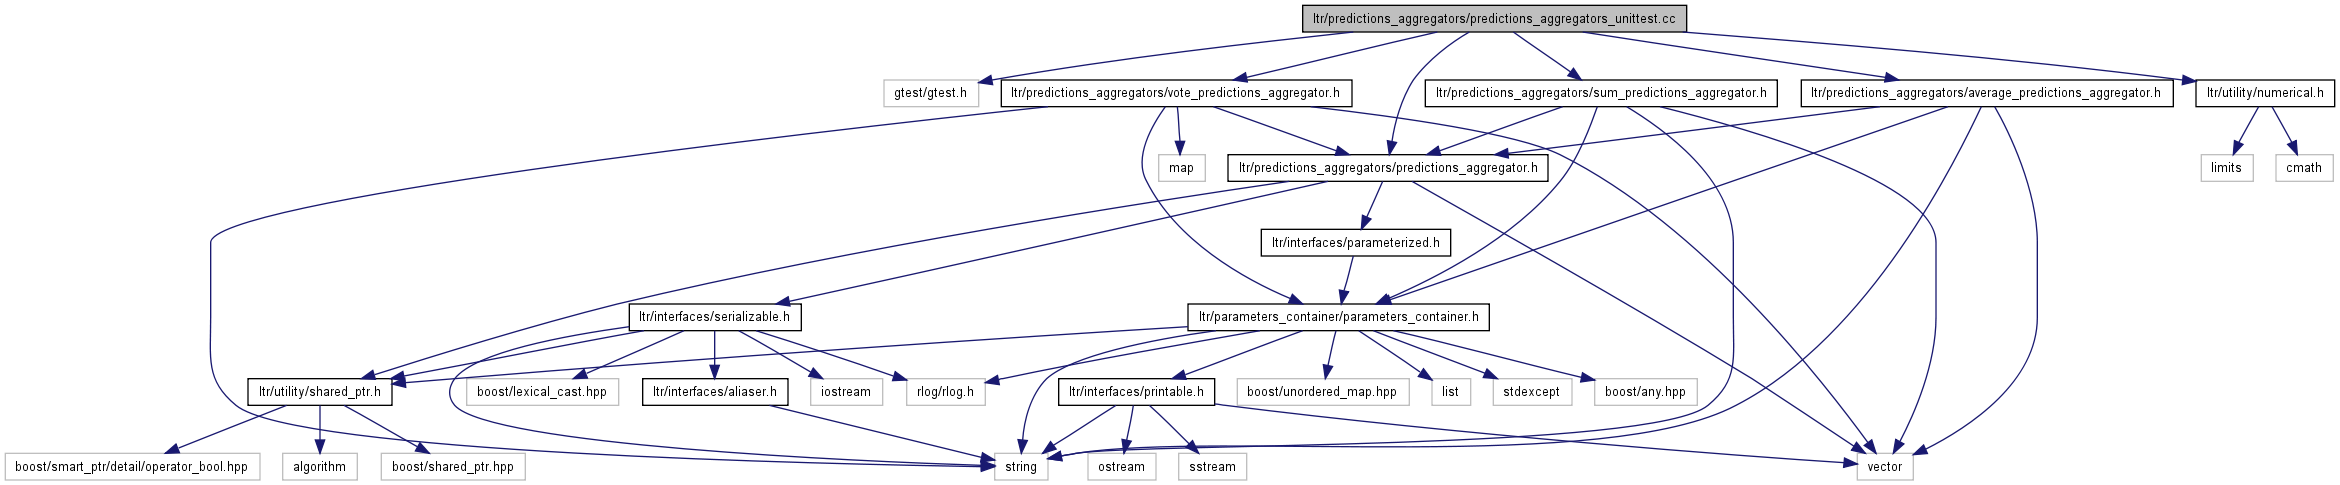 ltr/predictions_aggregators/predictions_aggregators_unittest.cc
gtest/gtest.h
ltr/predictions_aggregators/vote_predictions_aggregator.h
ltr/predictions_aggregators/sum_predictions_aggregator.h
ltr/predictions_aggregators/average_predictions_aggregator.h
ltr/utility/numerical.h
map
ltr/predictions_aggregators/predictions_aggregator.h
limits
cmath
ltr/interfaces/parameterized.h
ltr/interfaces/serializable.h
ltr/parameters_container/parameters_container.h
ltr/utility/shared_ptr.h
boost/lexical_cast.hpp
ltr/interfaces/aliaser.h
iostream
rlog/rlog.h
ltr/interfaces/printable.h
boost/unordered_map.hpp
list
stdexcept
boost/any.hpp
boost/smart_ptr/detail/operator_bool.hpp
algorithm
boost/shared_ptr.hpp
string
ostream
sstream
vector